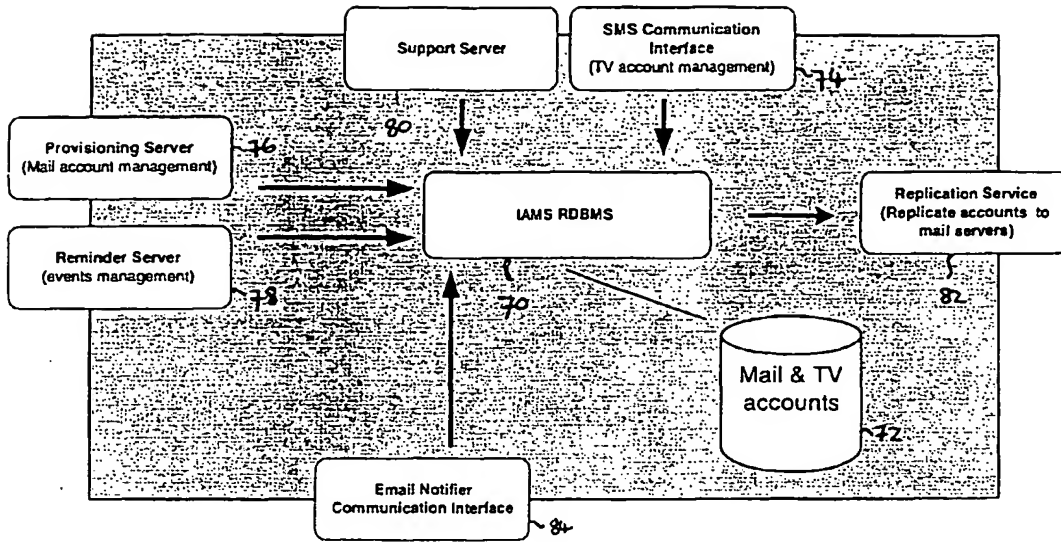 Support Server
80
SMS Communication
Interface
(TV account management)
74
Provisioning Server
(Mail account management)
76
Reminder Server
(events management)
78
IAMS RDBMS
70
Replication Service
(Replicate accounts to
mail servers)
82
Mail & TV
accounts
72
Email Notifier
Communication Interface
84